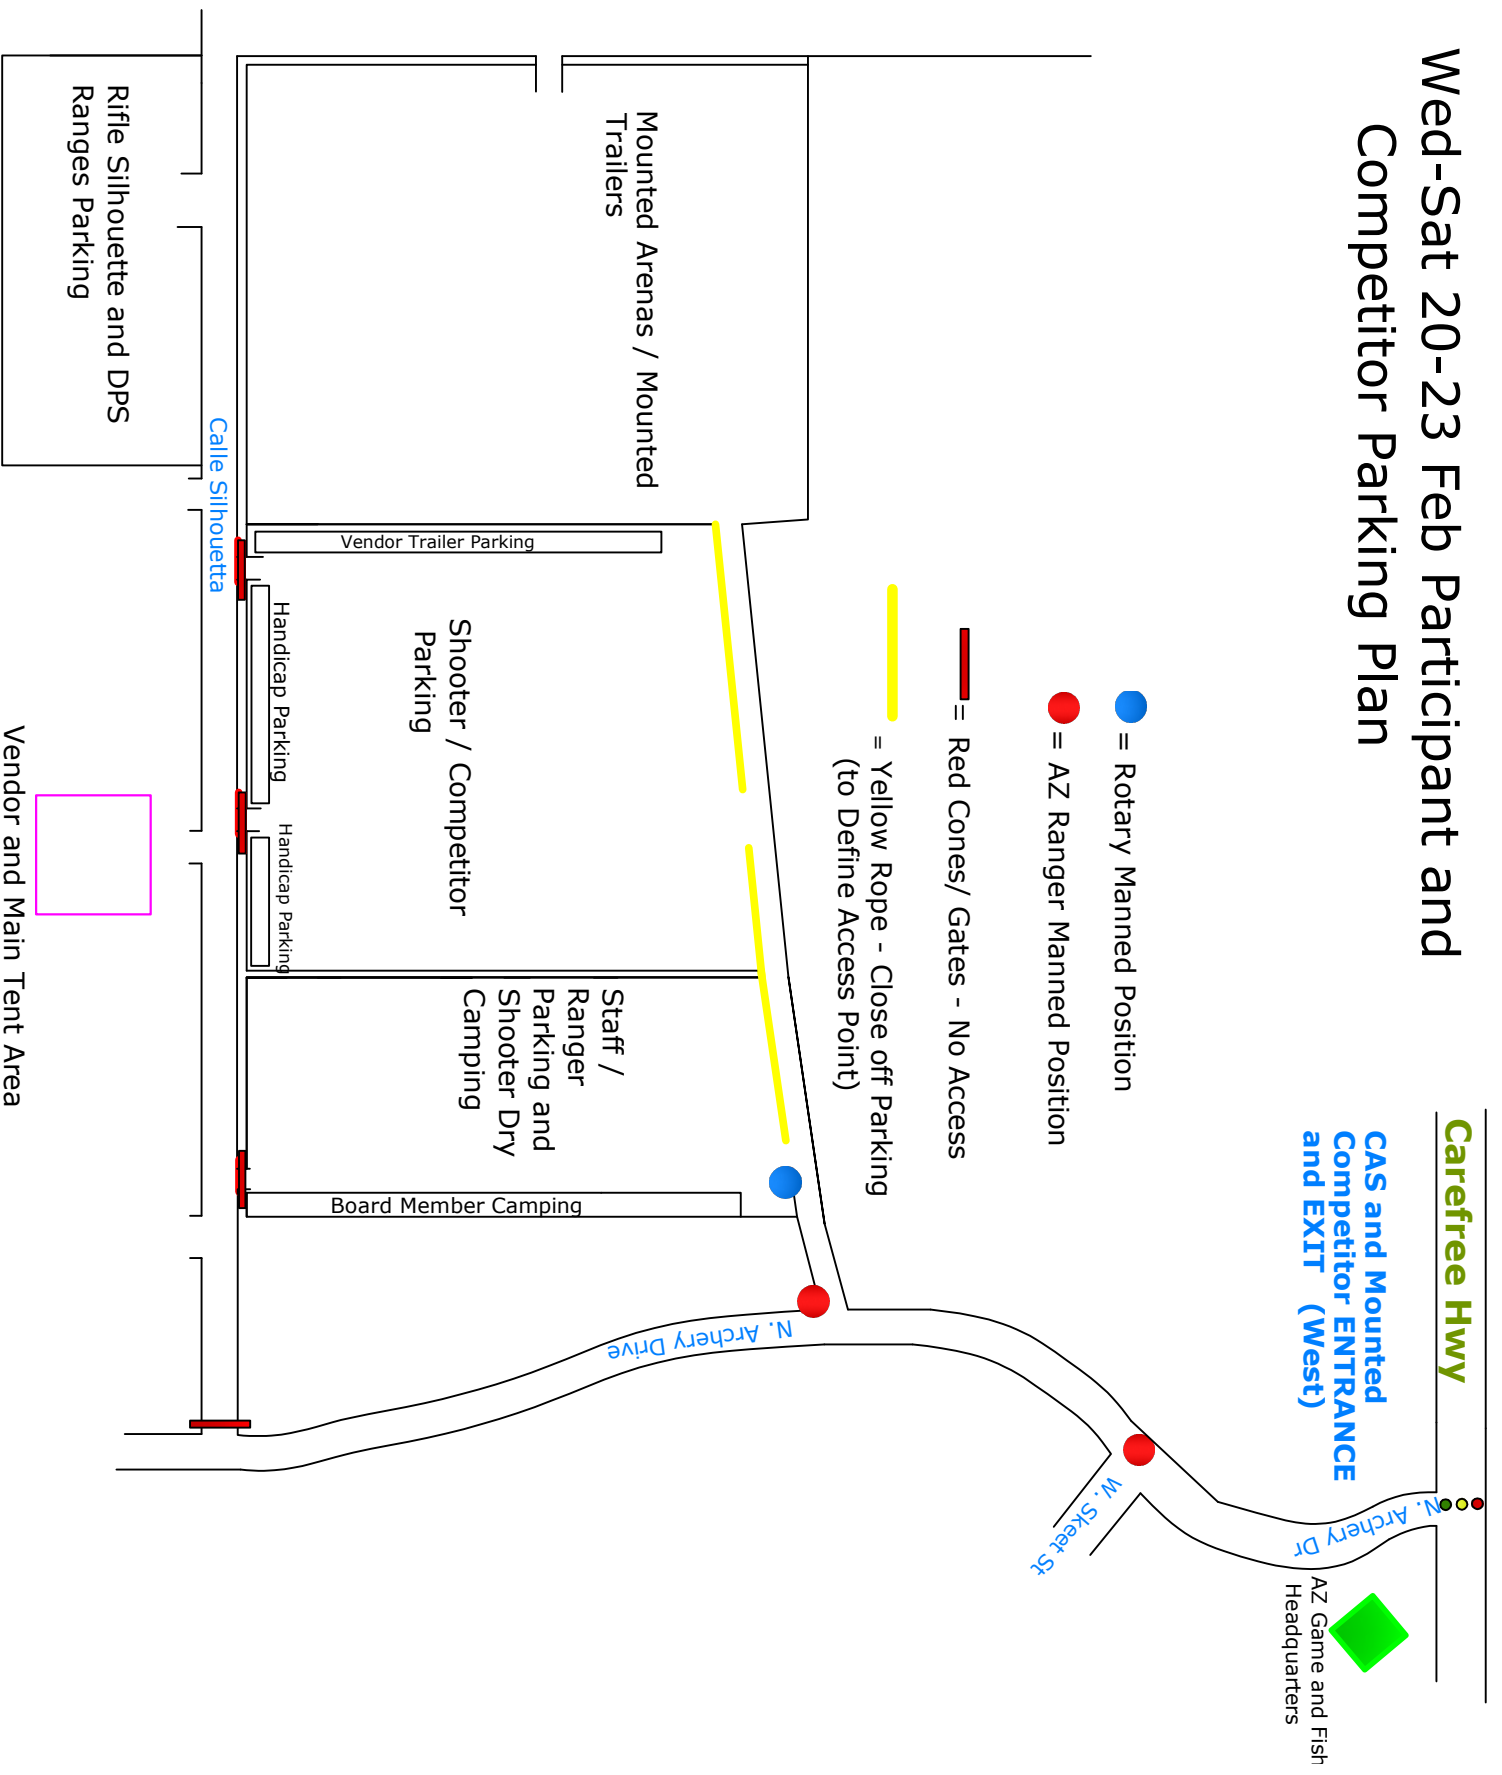 Wed-Sat 20-23 Feb Participant and
Competitor Parking Plan
Carefree Hwy
CAS and Mounted
Competitor ENTRANCE
and EXIT (West)
N. Archery Dr
AZ Game and Fish
Headquarters
W. Skeet St
= Rotary Manned Position
= AZ Ranger Manned Position
= Red Cones/ Gates - No Access
= Yellow Rope - Close off Parking
(to Define Access Point)
N. Archery Drive
Mounted Arenas / Mounted
Trailers
Vendor Trailer Parking
Shooter / Competitor
Parking
Staff /
Ranger
Parking and
Shooter Dry
Camping
Board Member Camping
Handicap Parking
Handicap Parking
Calle Silhouetta
Rifle Silhouette and DPS
Ranges Parking
Vendor and Main Tent Area